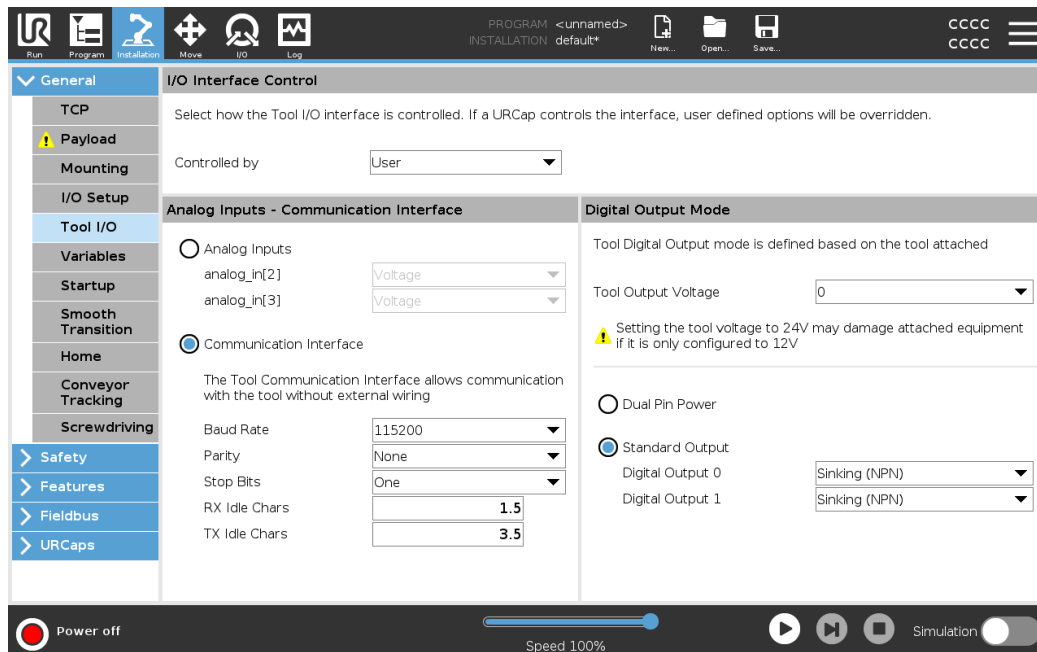 UR
Run
Program
Installation
Move
I/O
Log
PROGRAM <unnamed>
INSTALLATION default*
New...
Open...
Save...
CCCC
CCCC
General
TCP
Payload
Mounting
I/O Setup
Tool I/O
Variables
Startup
Smooth
Transition
Home
Conveyor
Tracking
Screwdriving
Safety
Features
Fieldbus
URCaps
I/O Interface Control
Select how the Tool I/O interface is controlled. If a URCap controls the interface, user defined options will be overridden.
Controlled by User
Analog Inputs - Communication Interface
Analog Inputs
analog_in[2] Voltage
analog_in[3] Voltage
Communication Interface
The Tool Communication Interface allows communication
with the tool without external wiring
Baud Rate 115200
Parity None
Stop Bits One
RX Idle Chars 1.5
TX Idle Chars 3.5
Digital Output Mode
Tool Digital Output mode is defined based on the tool attached
Tool Output Voltage 0
Setting the tool voltage to 24V may damage attached equipment
if it is only configured to 12V
Dual Pin Power
Standard Output
Digital Output 0 Sinking (NPN)
Digital Output 1 Sinking (NPN)
Power off
Speed 100%
Simulation